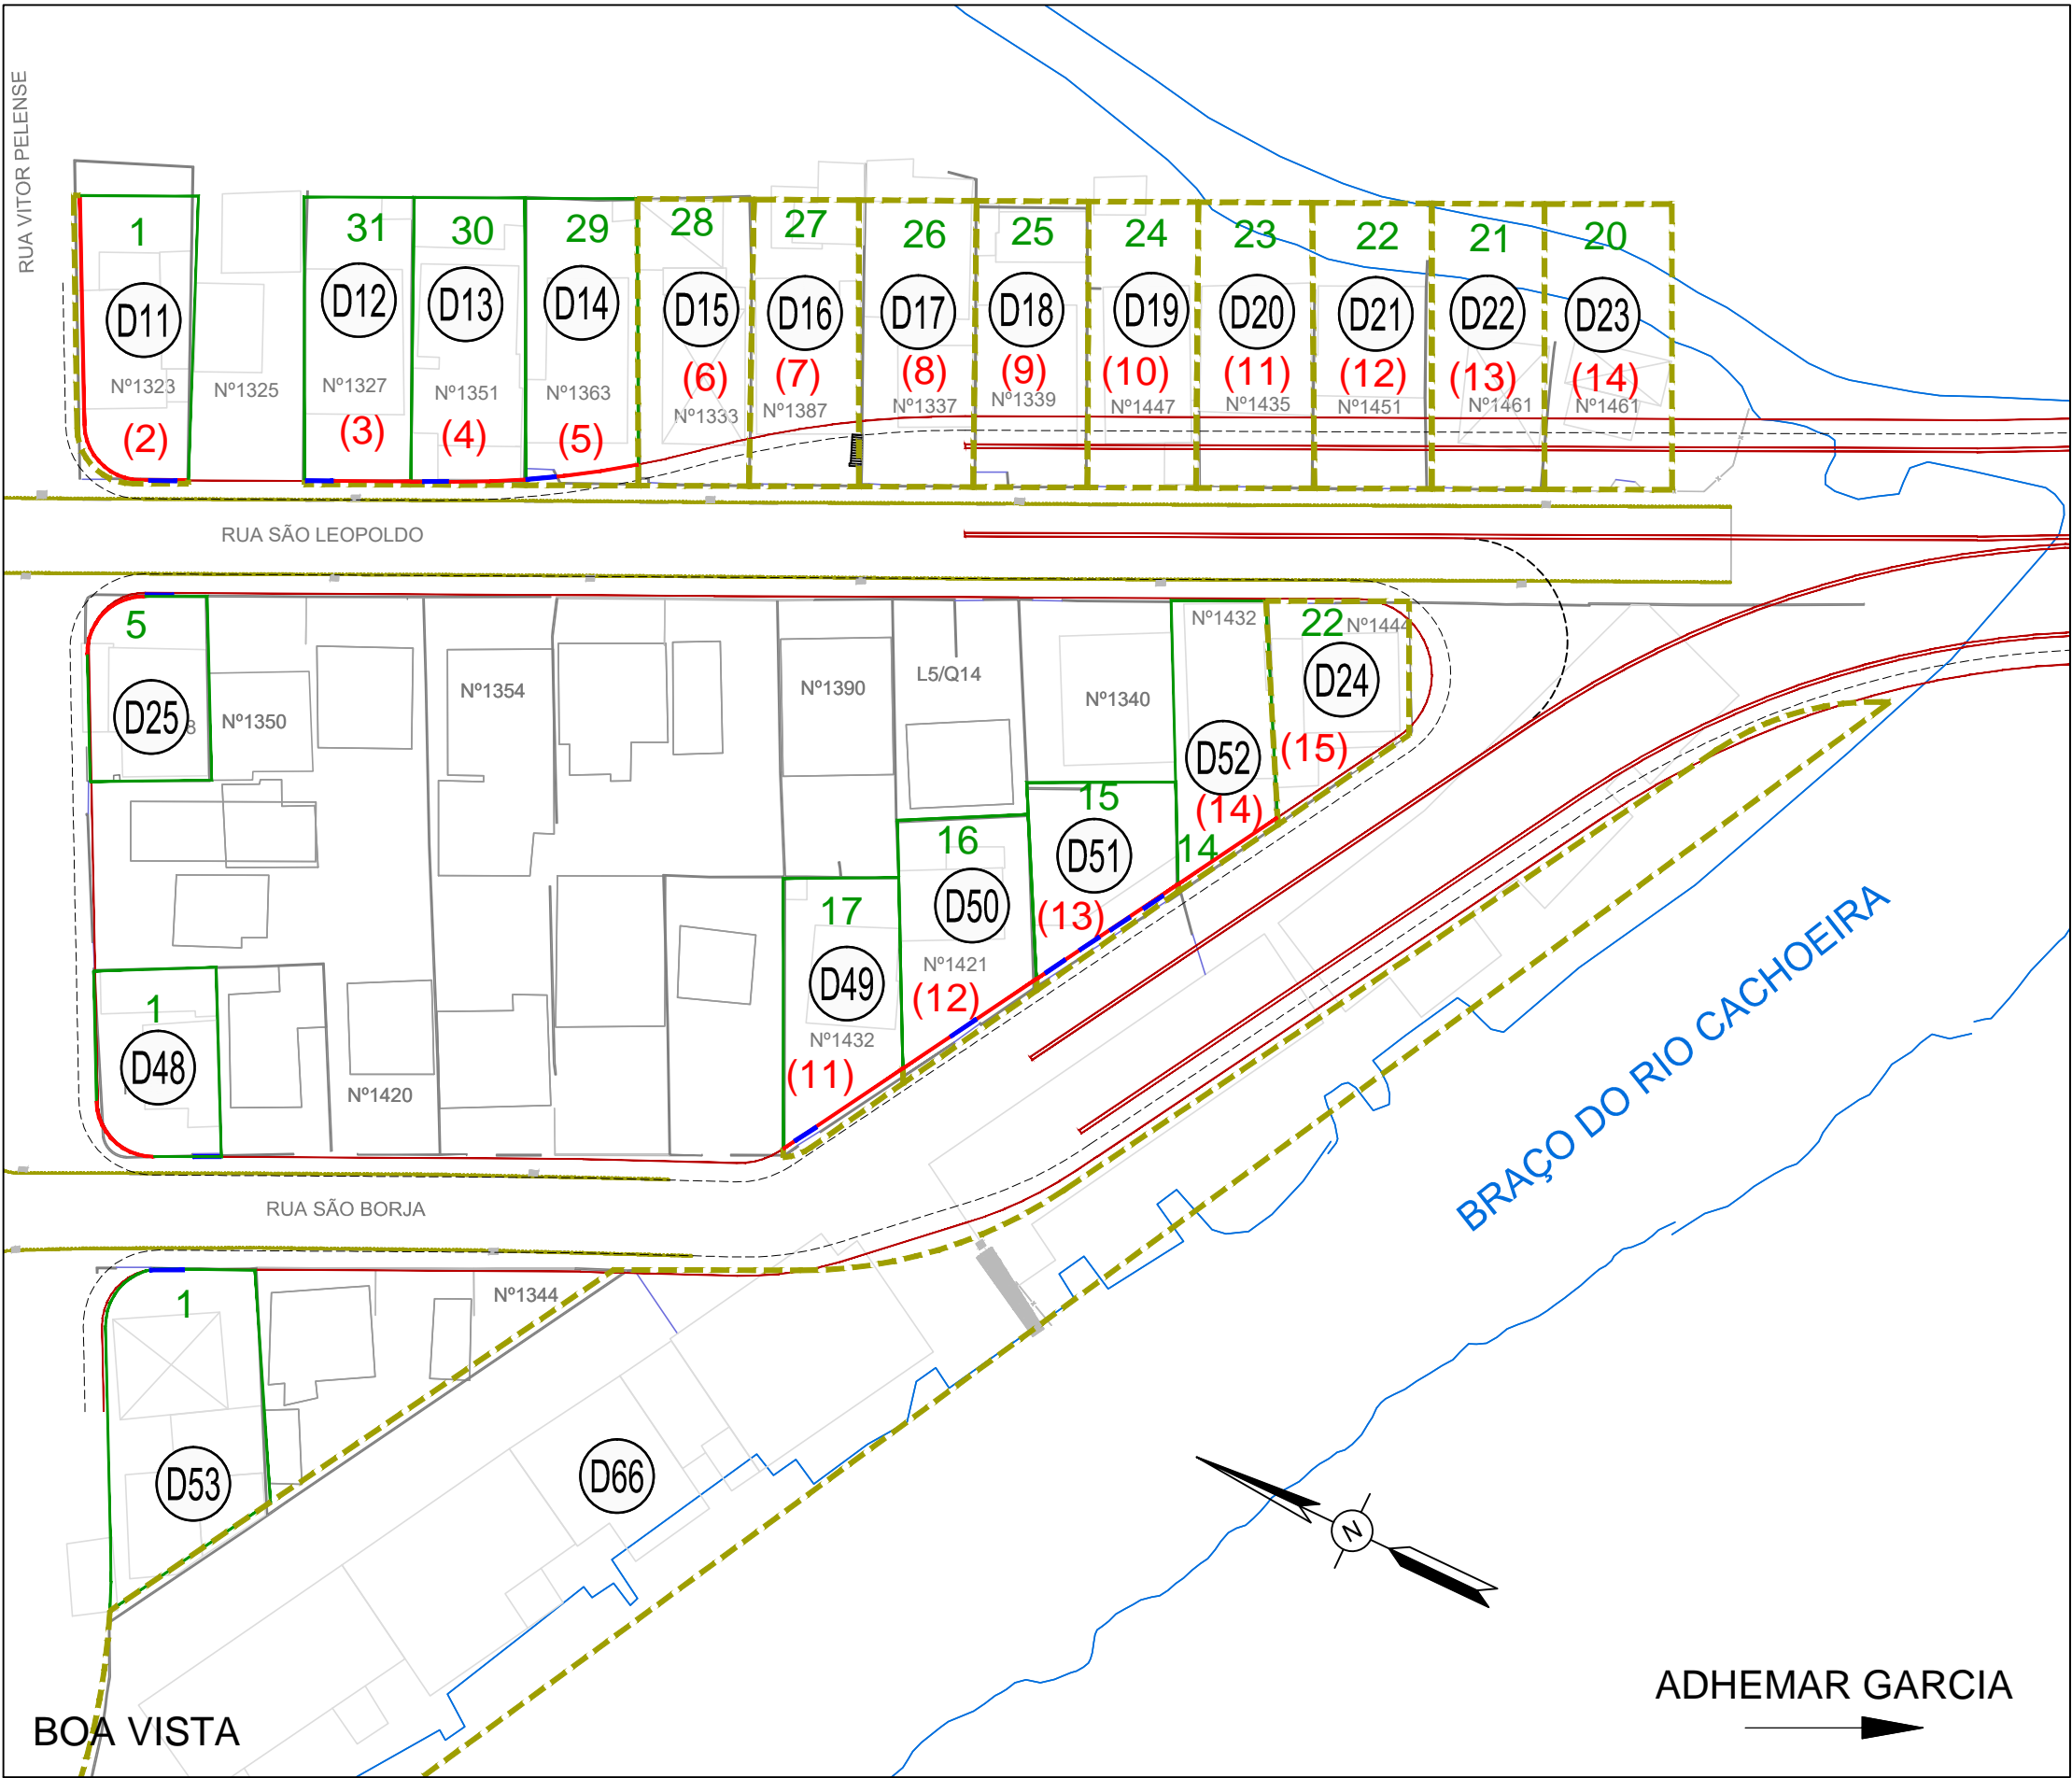 RUA VITOR PELENSE
1
31
30
29
28
27
26
25
24
23
22
21
20
D11
D12
D13
D14
D15
D16
D17
D18
D19
D20
D21
D22
D23
Nº1323
Nº1325
Nº1327
Nº1351
Nº1363
Nº1333
Nº1387
Nº1337
Nº1339
Nº1447
Nº1435
Nº1451
Nº1461
Nº1461
(2)
(3)
(4)
(5)
(6)
(7)
(8)
(9)
(10)
(11)
(12)
(13)
(14)
RUA SÃO LEOPOLDO
5
D25
8
Nº1350
Nº1354
Nº1390
L5/Q14
Nº1340
Nº1432
22
Nº1444
D24
(15)
D52
(14)
14
15
D51
(13)
16
D50
Nº1421
(12)
17
D49
Nº1432
(11)
1
D48
Nº1420
RUA SÃO BORJA
BRAÇO DO RIO CACHOEIRA
1
Nº1344
D53
D66
N
ADHEMAR GARCIA
BOA VISTA